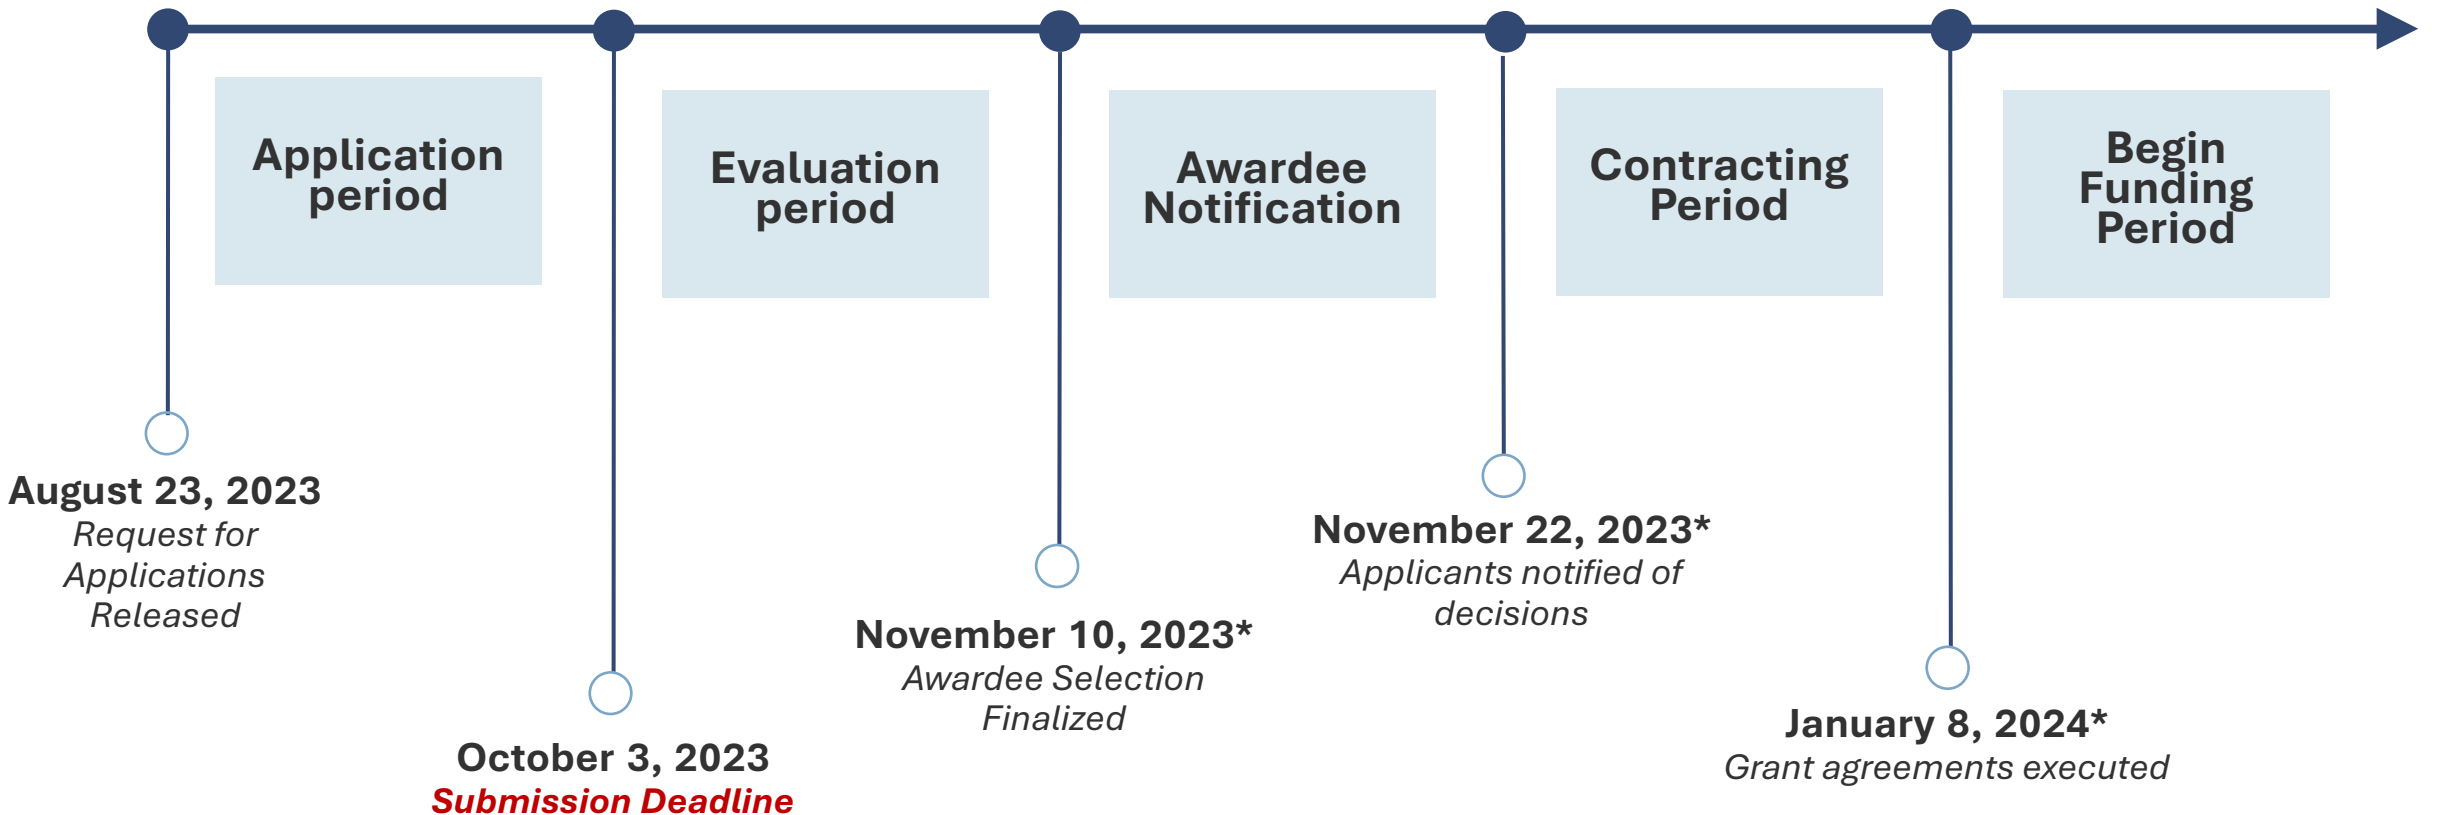 Application
period
Evaluation
period
Awardee
Notification
Contracting
Period
Begin
Funding
Period
August 23, 2023
Request for
Applications
Released
October 3, 2023
Submission Deadline
November 10, 2023*
Awardee Selection
Finalized
November 22, 2023*
Applicants notified of
decisions
January 8, 2024*
Grant agreements executed